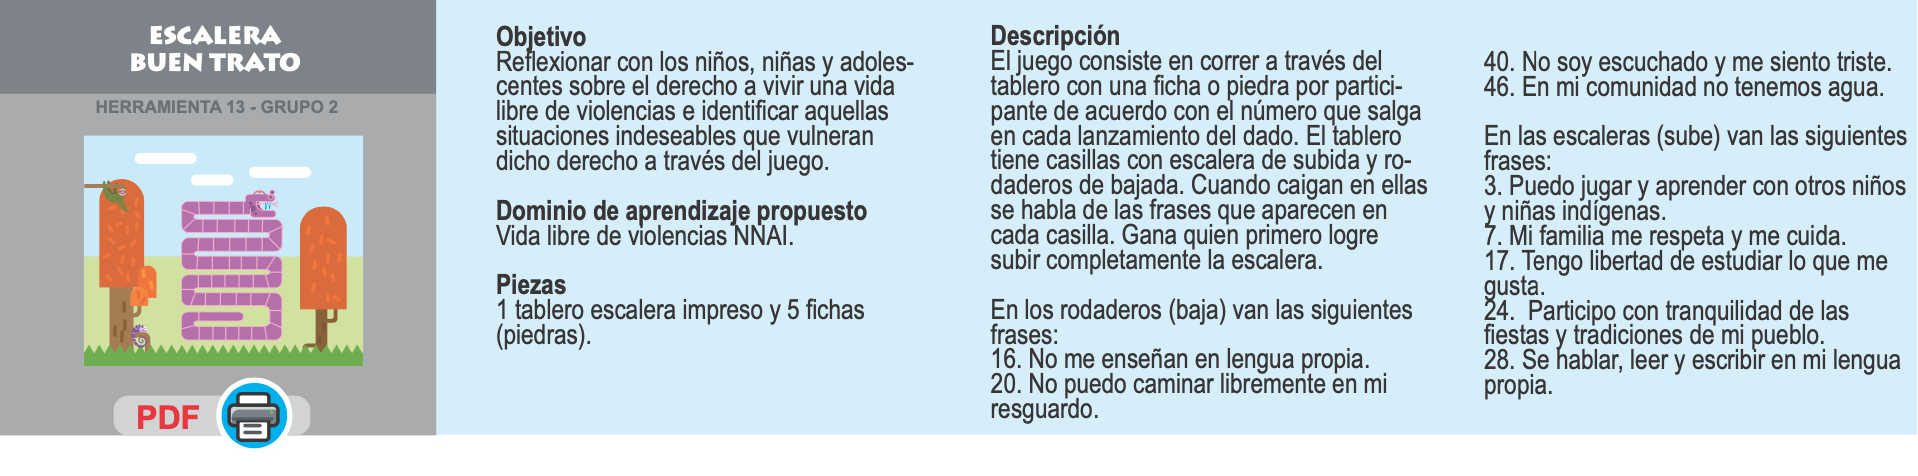 ESCALERA
BUEN TRATO
HERRAMIENTA 13 - GRUPO 2
PDF
Objetivo
Reflexionar con los niños, niñas y adoles-
centes sobre el derecho a vivir una vida
libre de violencias e identificar aquellas
situaciones indeseables que vulneran
dicho derecho a través del juego.
Dominio de aprendizaje propuesto
Vida libre de violencias NNAI.
Piezas
1 tablero escalera impreso y 5 fichas
(piedras).
Descripción
El juego consiste en correr a través del
tablero con una ficha o piedra por partici-
pante de acuerdo con el número que salga
en cada lanzamiento del dado. El tablero
tiene casillas con escalera de subida y ro-
daderos de bajada. Cuando caigan en ellas
se habla de las frases que aparecen en
cada casilla. Gana quien primero logre
subir completamente la escalera.
En los rodaderos (baja) van las siguientes
frases:
16. No me enseñan en lengua propia.
20. No puedo caminar libremente en mi
resguardo.
40. No soy escuchado y me siento triste.
46. En mi comunidad no tenemos agua.
En las escaleras (sube) van las siguientes
frases:
3. Puedo jugar y aprender con otros niños
y niñas indígenas.
7. Mi familia me respeta y me cuida.
17. Tengo libertad de estudiar lo que me
gusta.
24.  Participo con tranquilidad de las
fiestas y tradiciones de mi pueblo.
28. Se hablar, leer y escribir en mi lengua
propia.